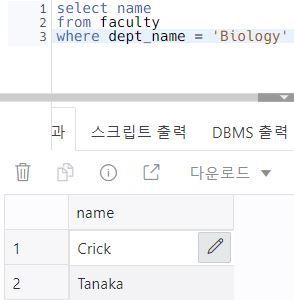 1 select name
2 from faculty
3 where dept_name = 'Biology'
과 스크립트 출력 DBMS 출력
다운로드
name
1 Crick
2 Tanaka